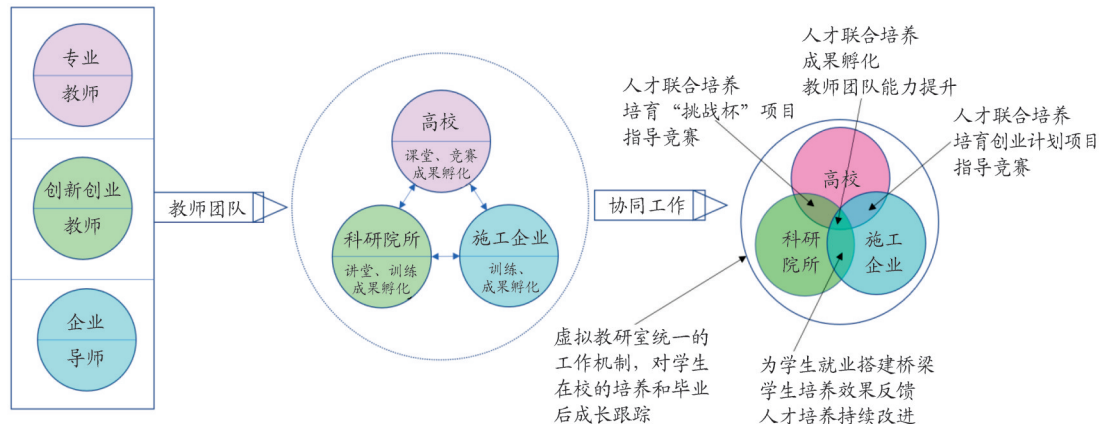 专业
教师
创新创业
教师
企业
导师
教师团队
高校
课堂、竞赛
成果孵化
科研院所
讲堂、训练
成果孵化
施工企业
训练、
成果孵化
协同工作
人才联合培养
培育“挑战杯”项目
指导竞赛
人才联合培养
成果孵化
教师团队能力提升
人才联合培养
培育创业计划项目
指导竞赛
高校
科研
院所
施工
企业
虚拟教研室统一的
工作机制，对学生
在校的培养和毕业
后成长跟踪
为学生就业搭建桥梁
学生培养效果反馈
人才培养持续改进